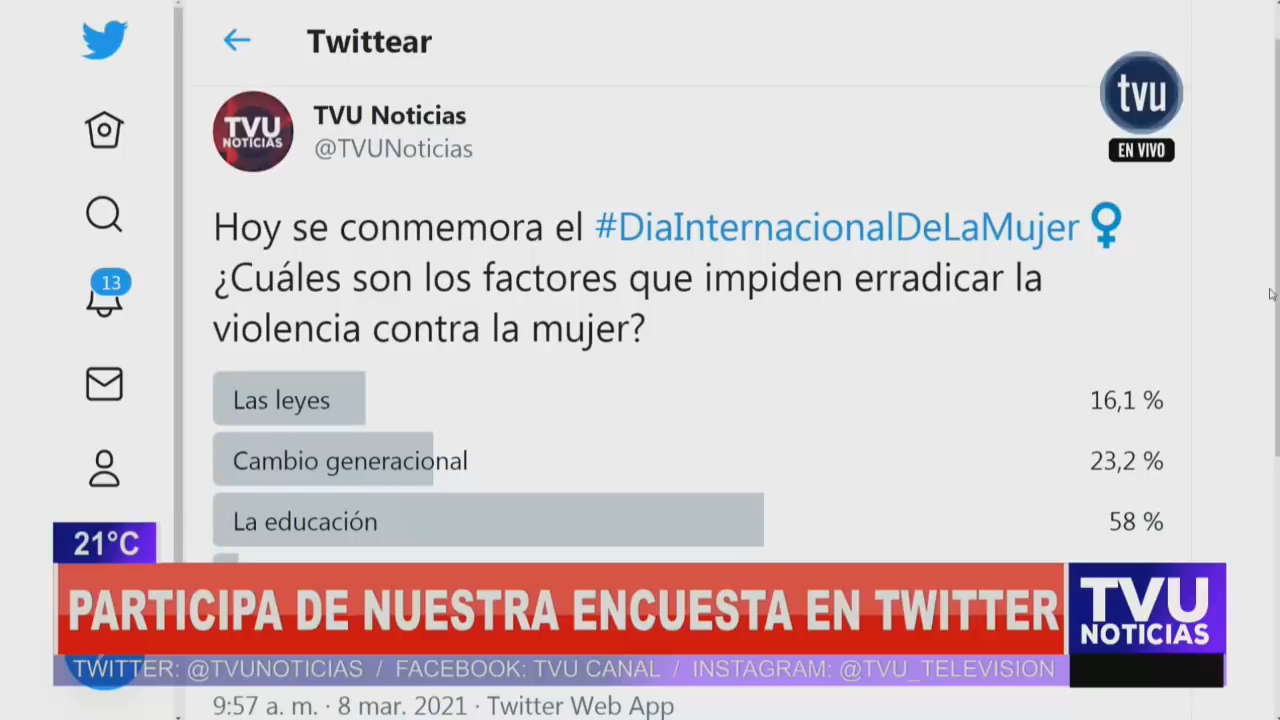 Twittear
tvu
EN VIVO
TVU
NOTICIAS
TVU Noticias
@TVUNoticias
Hoy se conmemora el #DiaInternacionalDeLaMujer
¿Cuáles son los factores que impiden erradicar la
violencia contra la mujer?
13
Las leyes 16,1 %
Cambio generacional 23,2 %
La educación 58 %
21°C
PARTICIPA DE NUESTRA ENCUESTA EN TWITTER
TVU
NOTICIAS
TWITTER: @TVUNOTICIAS / FACEBOOK: TVU CANAL / INSTAGRAM: @TVU_TELEVISION
9:57 a. m. · 8 mar. 2021 · Twitter Web App